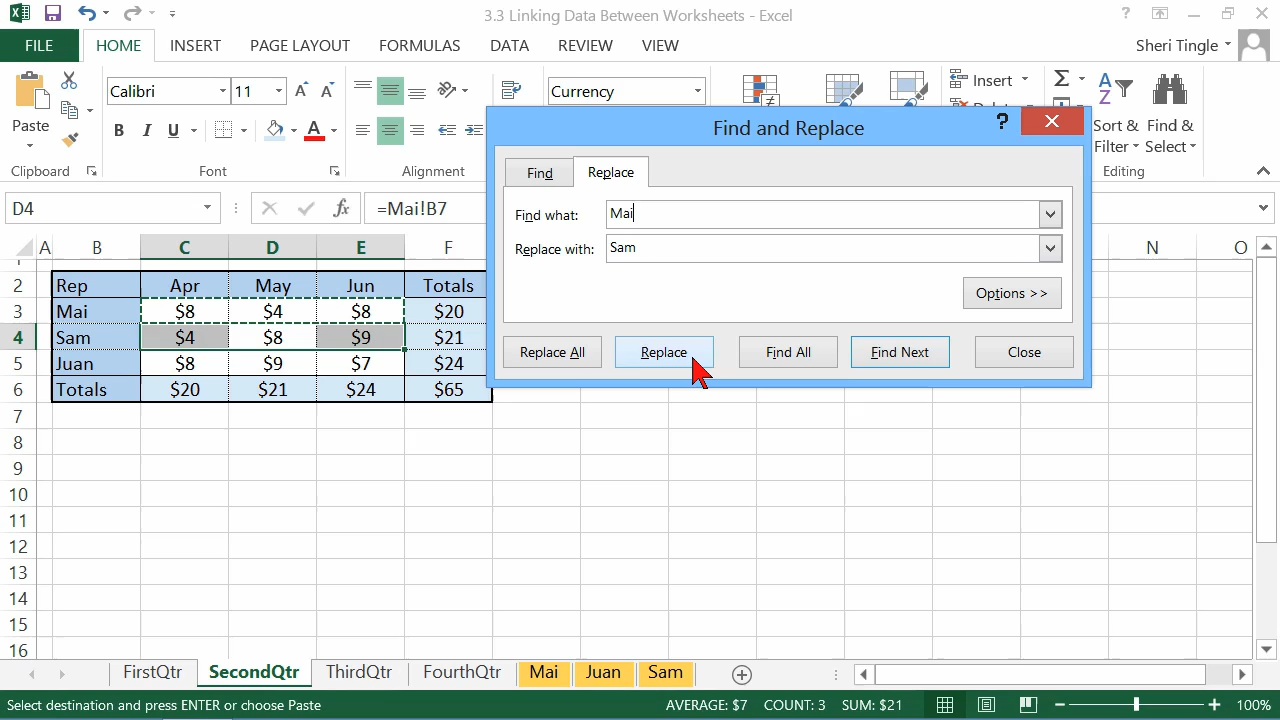 3.3 Linking Data Between Worksheets - Excel
?
FILE HOME INSERT PAGE LAYOUT FORMULAS DATA REVIEW VIEW Sheri Tingle
Calibri 11 Currency Insert
Paste B I U A Sort & Find &
Filter Select
Clipboard Font Alignment Editing
D4 fx =Mai!B7
A B C D E F N O
2 Rep Apr May Jun Totals
3 Mai $8 $4 $8 $20
4 Sam $4 $8 $9 $21
5 Juan $8 $9 $7 $24
6 Totals $20 $21 $24 $65
7
8
9
10
11
12
13
14
15
16
Find and Replace ?
Find Replace
Find what: Mai
Replace with: Sam
Options >>
Replace All Replace Find All Find Next Close
FirstQtr SecondQtr ThirdQtr FourthQtr Mai Juan Sam
Select destination and press ENTER or choose Paste AVERAGE: $7 COUNT: 3 SUM: $21 100%